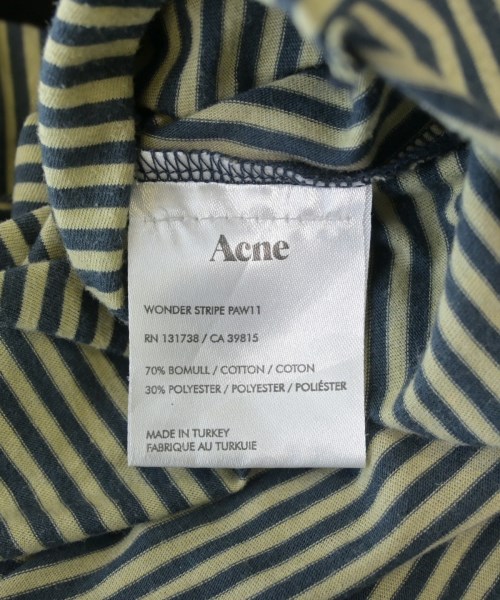 Acne
WONDER STRIPE PAW11
RN 131738 / CA 39815
70% BOMULL / COTTON / COTON
30% POLYESTER / POLYESTER / POLIÉSTER
MADE IN TURKEY
FABRIQUE AU TURKUIE